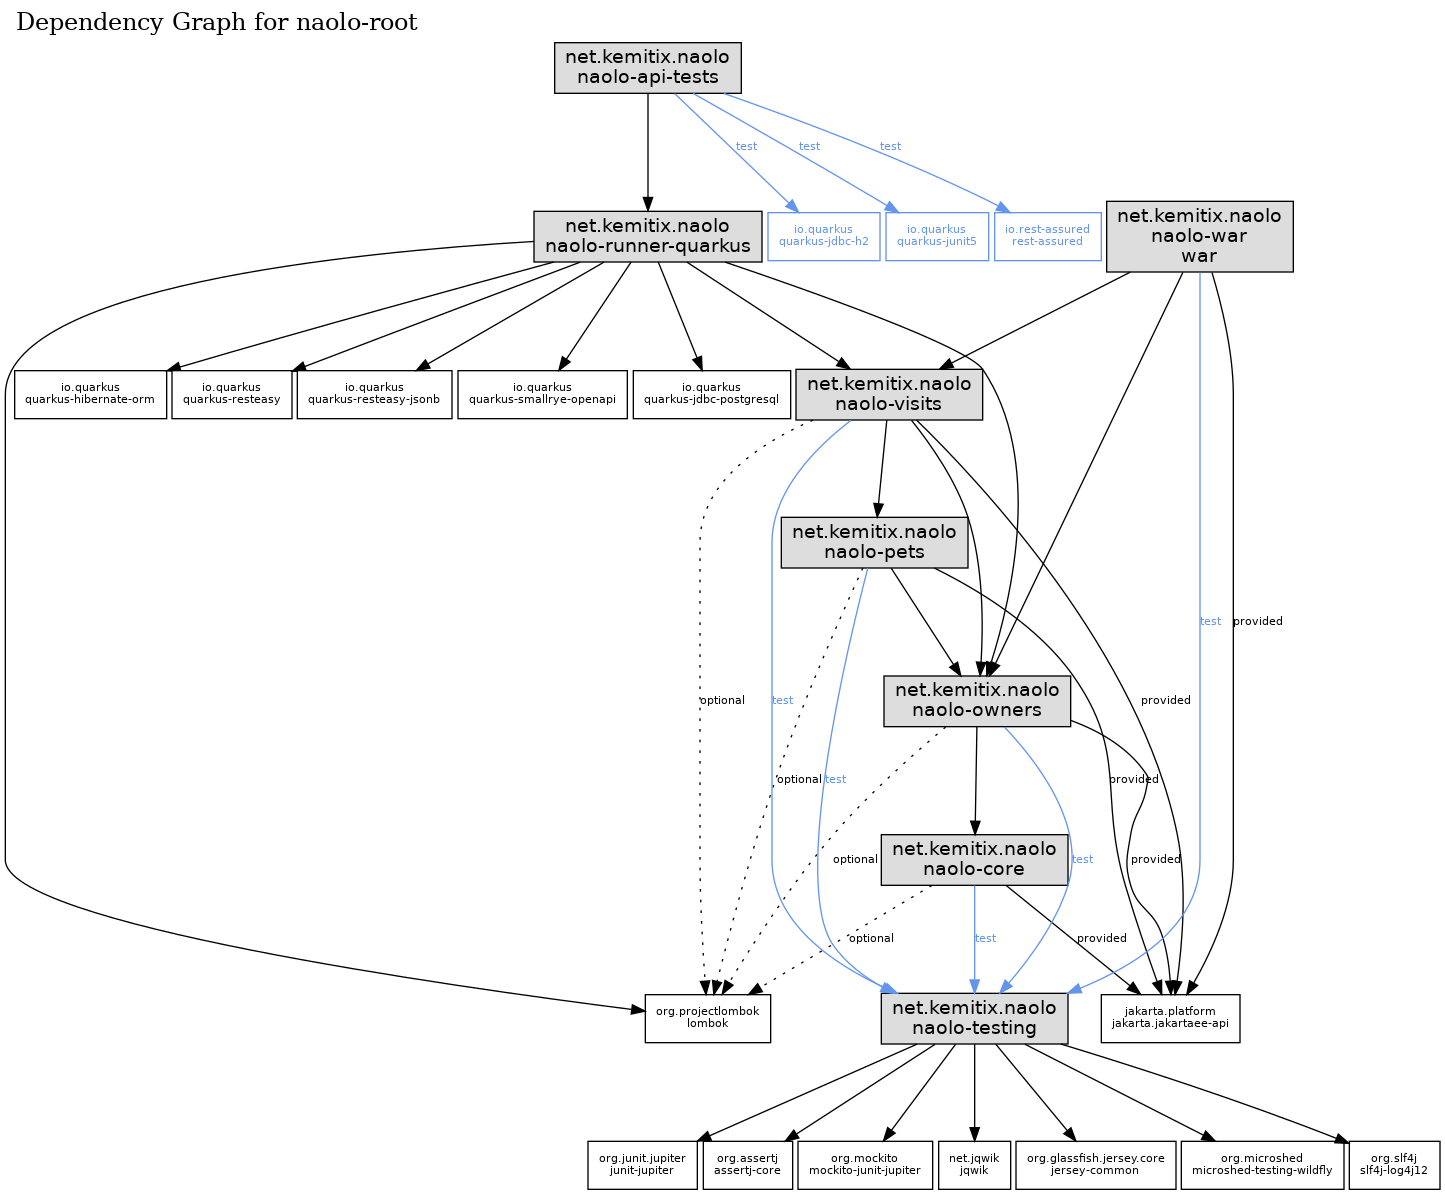 Dependency Graph for naolo-root
net.kemitix.naolo
naolo-api-tests
test
test
test
net.kemitix.naolo
naolo-runner-quarkus
io.quarkus
quarkus-jdbc-h2
io.quarkus
quarkus-junit5
io.rest-assured
rest-assured
net.kemitix.naolo
naolo-war
war
io.quarkus
quarkus-hibernate-orm
io.quarkus
quarkus-resteasy
io.quarkus
quarkus-resteasy-jsonb
io.quarkus
quarkus-smallrye-openapi
io.quarkus
quarkus-jdbc-postgresql
net.kemitix.naolo
naolo-visits
net.kemitix.naolo
naolo-pets
test
provided
optional
test
provided
net.kemitix.naolo
naolo-owners
optional
test
provided
optional
test
provided
net.kemitix.naolo
naolo-core
optional
test
provided
org.projectlombok
lombok
net.kemitix.naolo
naolo-testing
jakarta.platform
jakarta.jakartaee-api
org.junit.jupiter
junit-jupiter
org.assertj
assertj-core
org.mockito
mockito-junit-jupiter
net.jqwik
jqwik
org.glassfish.jersey.core
jersey-common
org.microshed
microshed-testing-wildfly
org.slf4j
slf4j-log4j12